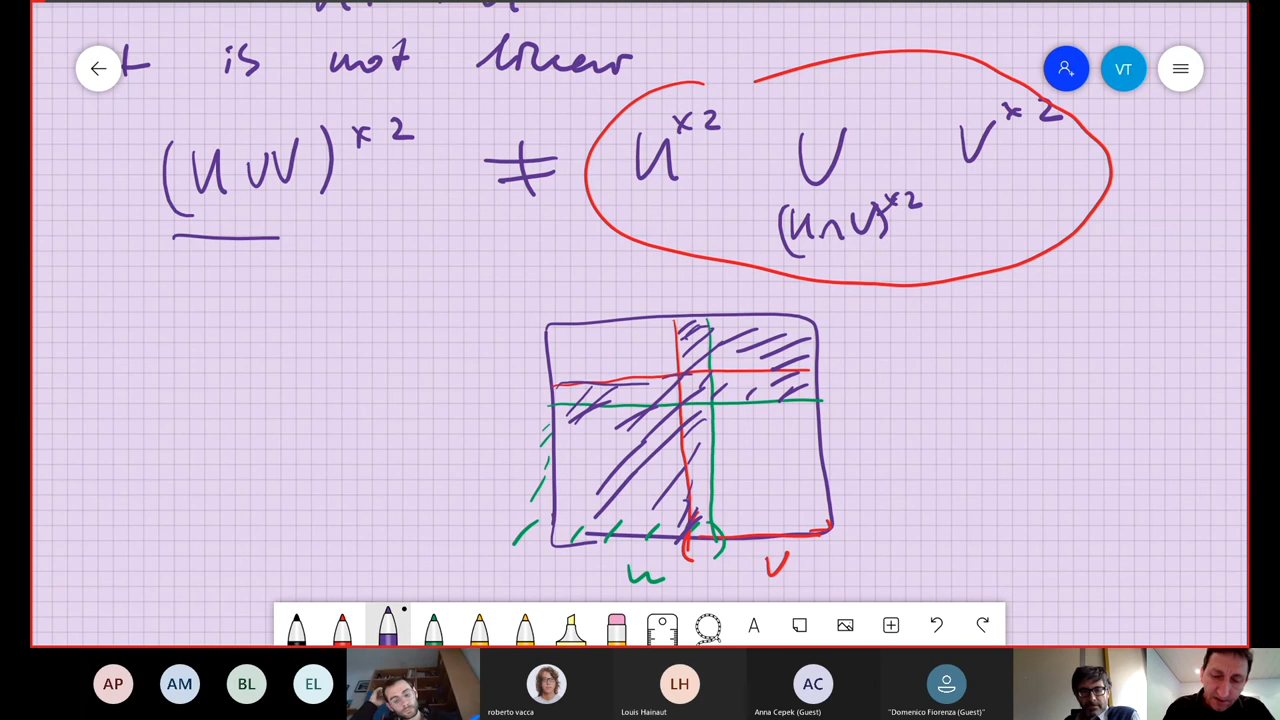 t is not linear
(U ∪ V)^{×2} ≠ U^{×2} ∪ V^{×2}
(U∩V)^{×2}
U V
VT
A
AP AM BL EL LH AC
roberto vacca Louis Hainaut Anna Cepek (Guest) "Domenico Fiorenza (Guest)"